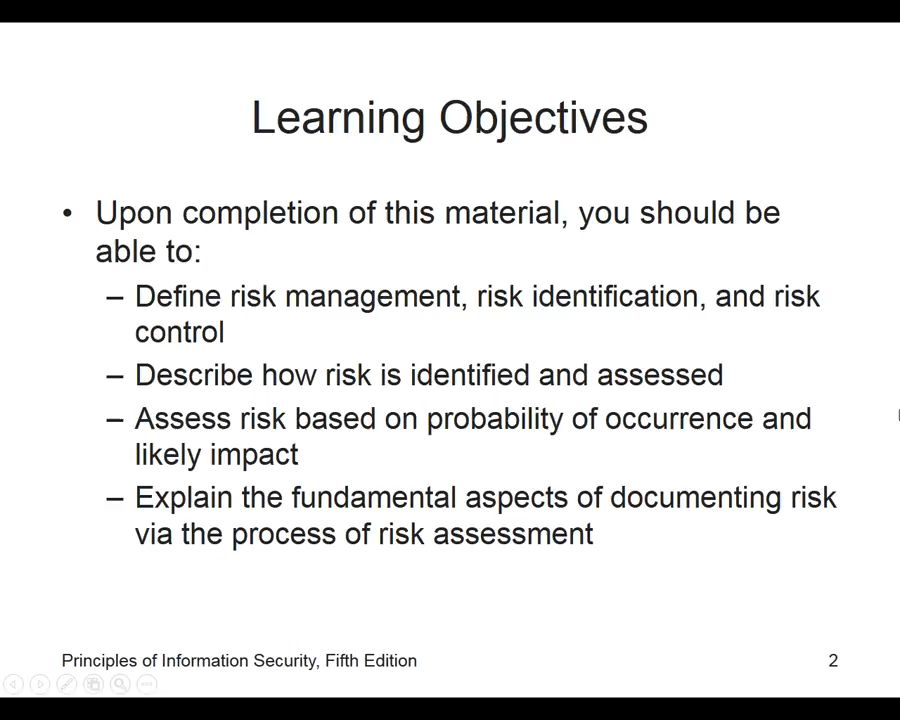 Learning Objectives
• Upon completion of this material, you should be
able to:
– Define risk management, risk identification, and risk
control
– Describe how risk is identified and assessed
– Assess risk based on probability of occurrence and
likely impact
– Explain the fundamental aspects of documenting risk
via the process of risk assessment
Principles of Information Security, Fifth Edition
2